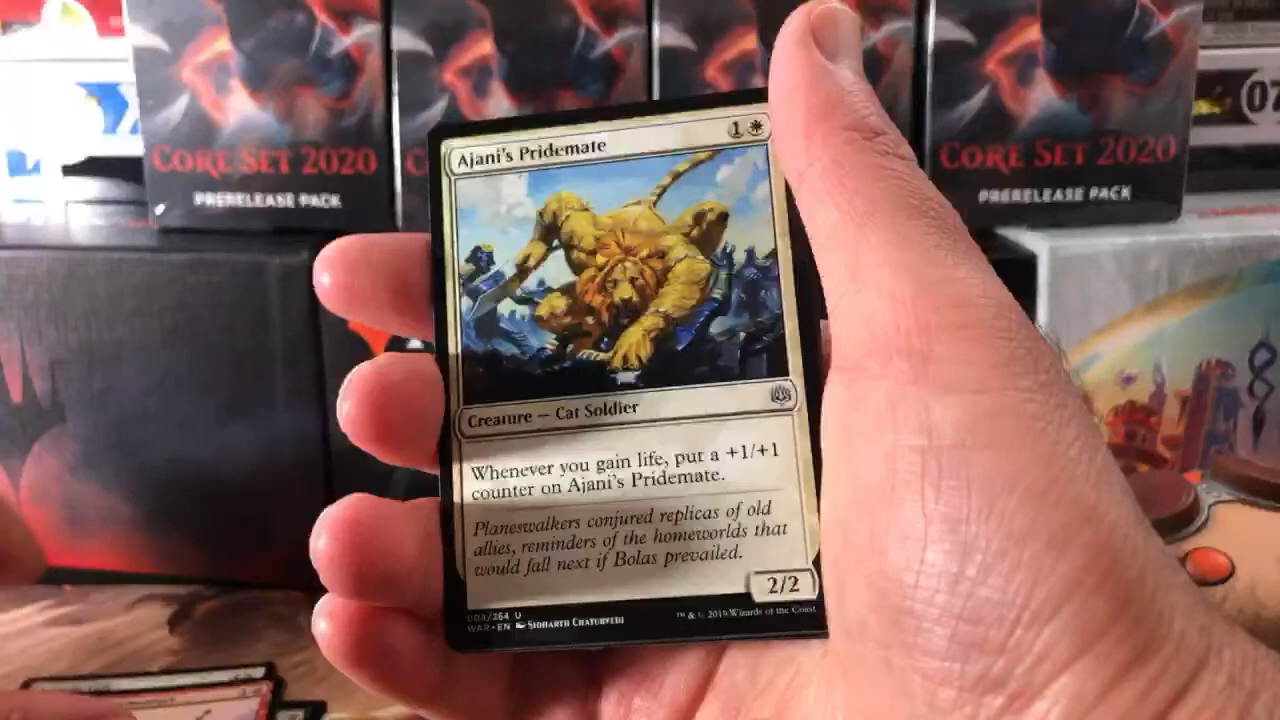 CORE SET 2020
PRERELEASE PACK
CORE SET 2020
PRERELEASE PACK
07
Ajani's Pridemate
1
Creature — Cat Soldier
Whenever you gain life, put a +1/+1
counter on Ajani's Pridemate.
Planeswalkers conjured replicas of old
allies, reminders of the homeworlds that
would fall next if Bolas prevailed.
2/2
004/264 U
WAR • EN Sidharth Chaturvedi
™ & © 2019 Wizards of the Coast